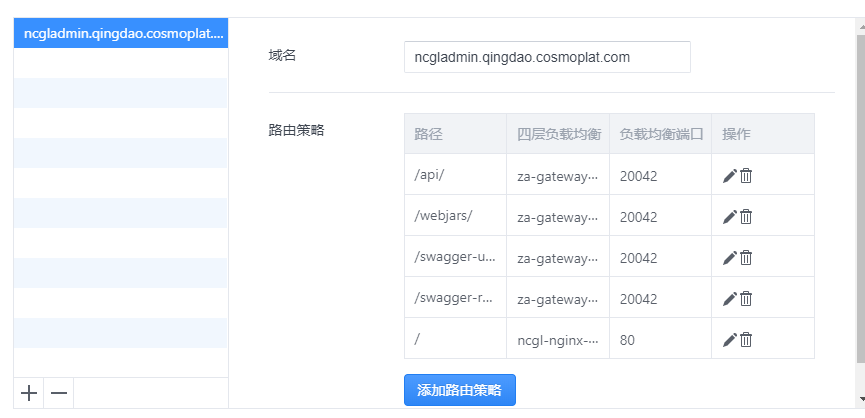 ncgladmin.qingdao.cosmoplat....
域名
ncgladmin.qingdao.cosmoplat.com
路由策略
路径 四层负载均衡 负载均衡端口 操作
/api/ za-gateway··· 20042
/webjars/ za-gateway··· 20042
/swagger-u... za-gateway··· 20042
/swagger-r... za-gateway··· 20042
/ ncgl-nginx-··· 80
添加路由策略